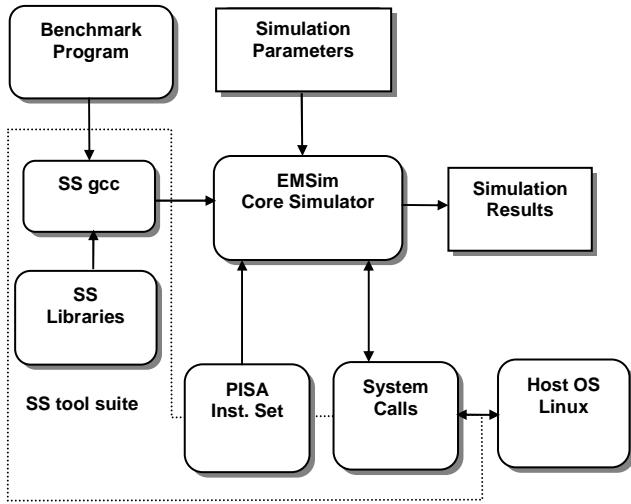 Benchmark
Program
Simulation
Parameters
SS gcc
EMSim
Core Simulator
Simulation
Results
SS
Libraries
PISA
Inst. Set
System
Calls
Host OS
Linux
SS tool suite